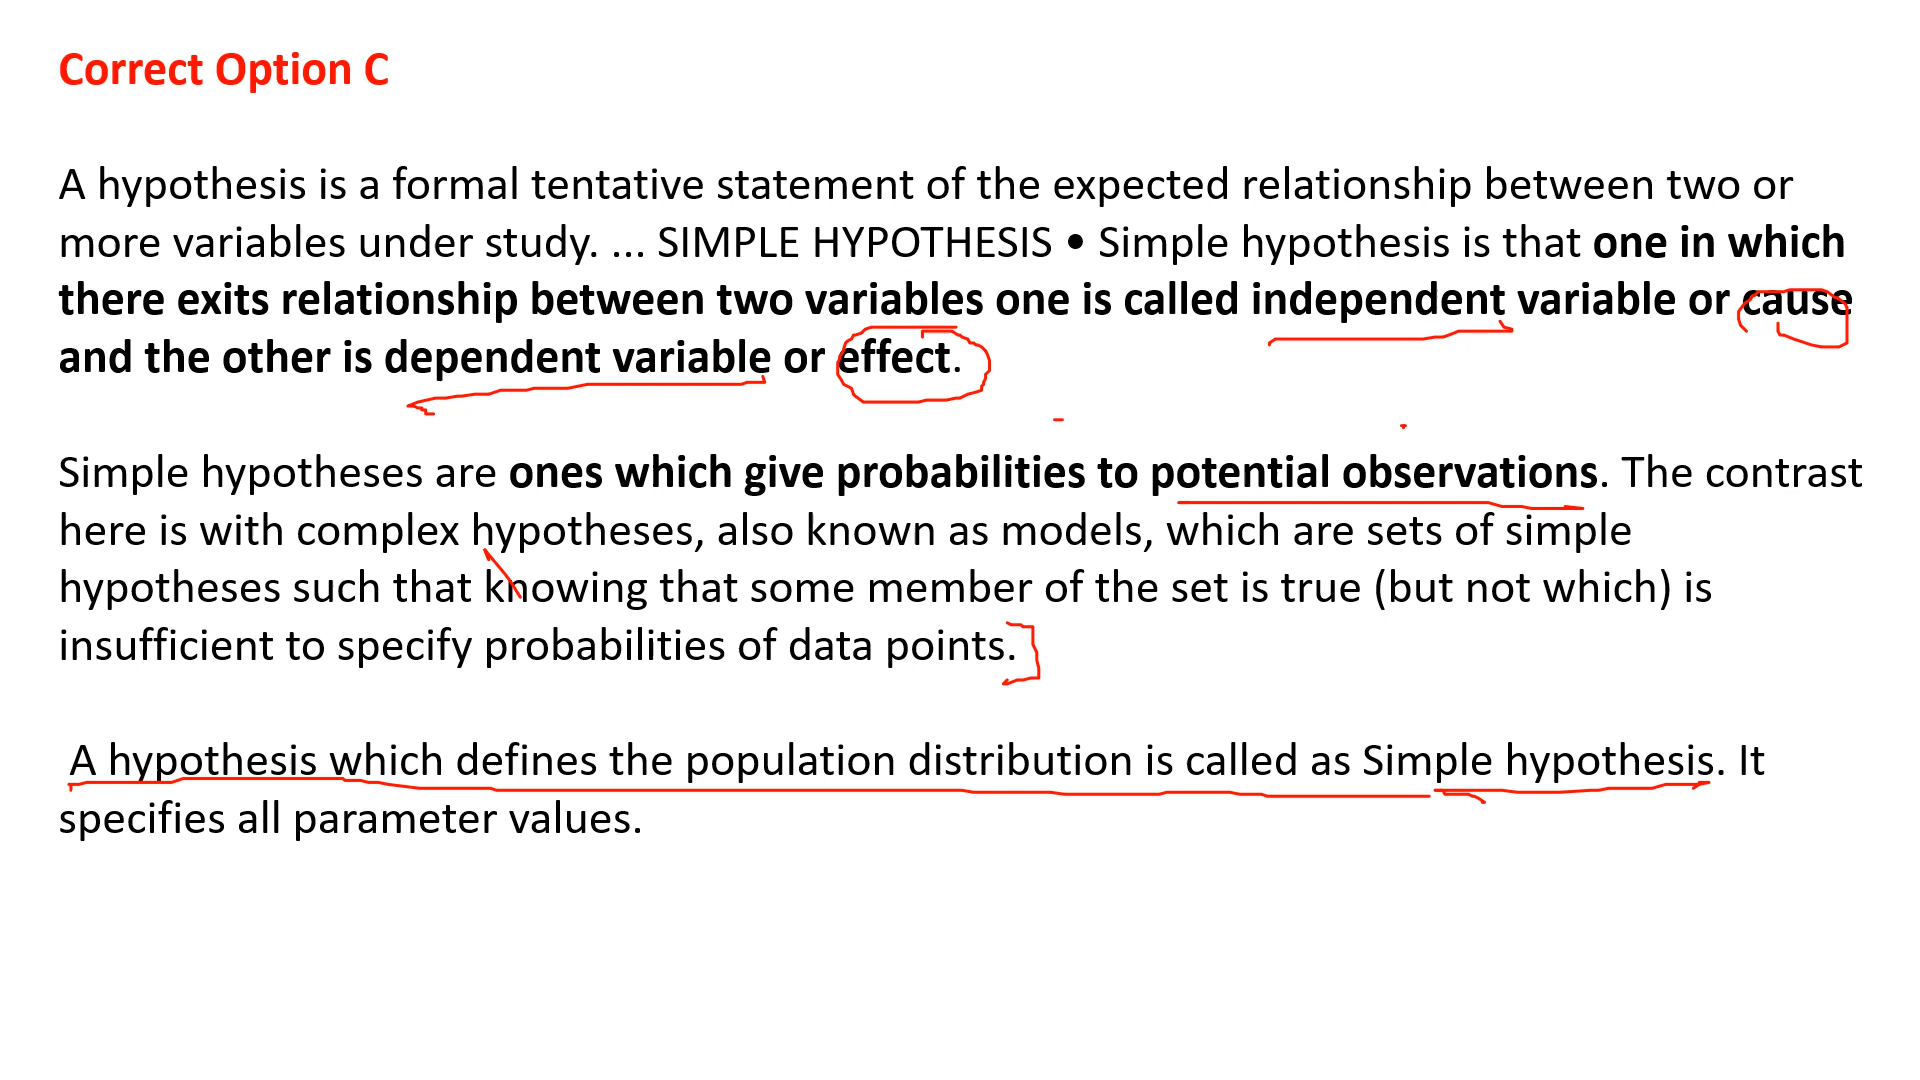 Correct Option C
A hypothesis is a formal tentative statement of the expected relationship between two or
more variables under study. ... SIMPLE HYPOTHESIS • Simple hypothesis is that one in which
there exits relationship between two variables one is called independent variable or cause
and the other is dependent variable or effect.
Simple hypotheses are ones which give probabilities to potential observations. The contrast
here is with complex hypotheses, also known as models, which are sets of simple
hypotheses such that knowing that some member of the set is true (but not which) is
insufficient to specify probabilities of data points.
A hypothesis which defines the population distribution is called as Simple hypothesis. It
specifies all parameter values.